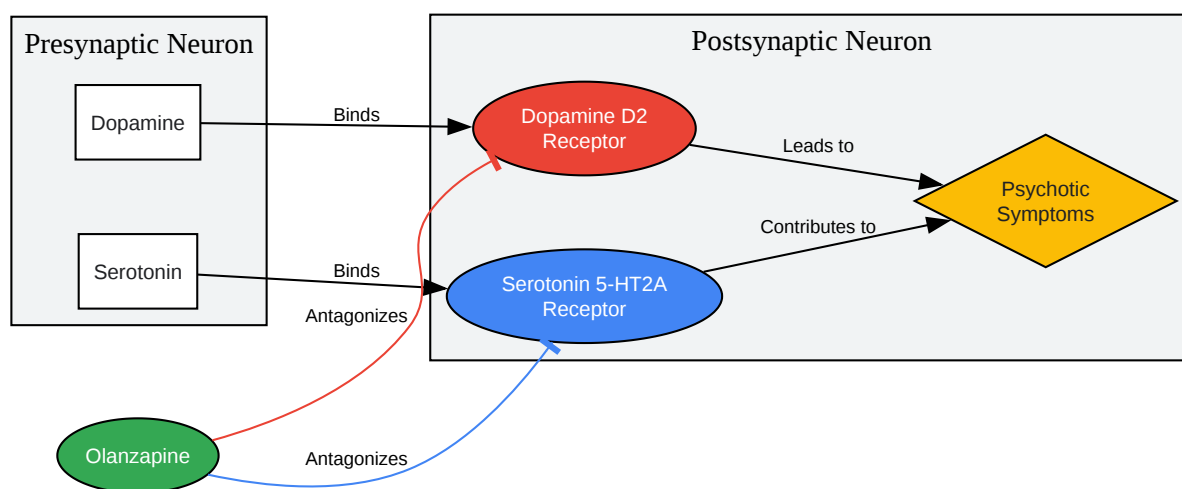 Presynaptic Neuron
Postsynaptic Neuron
Dopamine
Binds
Dopamine D2
Receptor
Leads to
Psychotic
Symptoms
Contributes to
Serotonin
Binds
Serotonin 5-HT2A
Receptor
Antagonizes
Olanzapine
Antagonizes